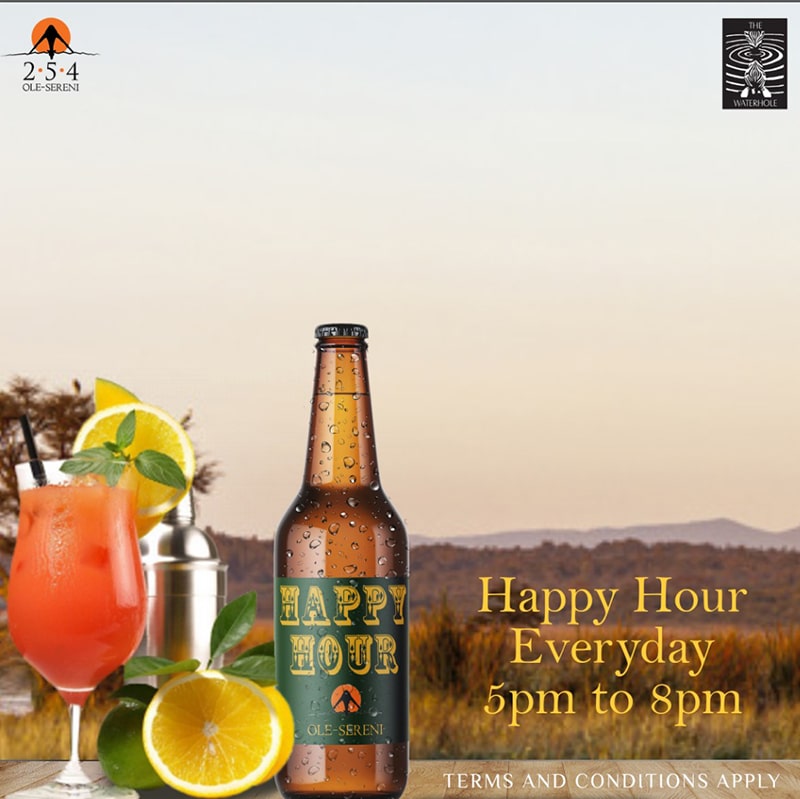 2·5·4
OLE-SERENI
THE
WATERHOLE
HAPPY
HOUR
OLE-SERENI
Happy Hour
Everyday
5pm to 8pm
TERMS AND CONDITIONS APPLY